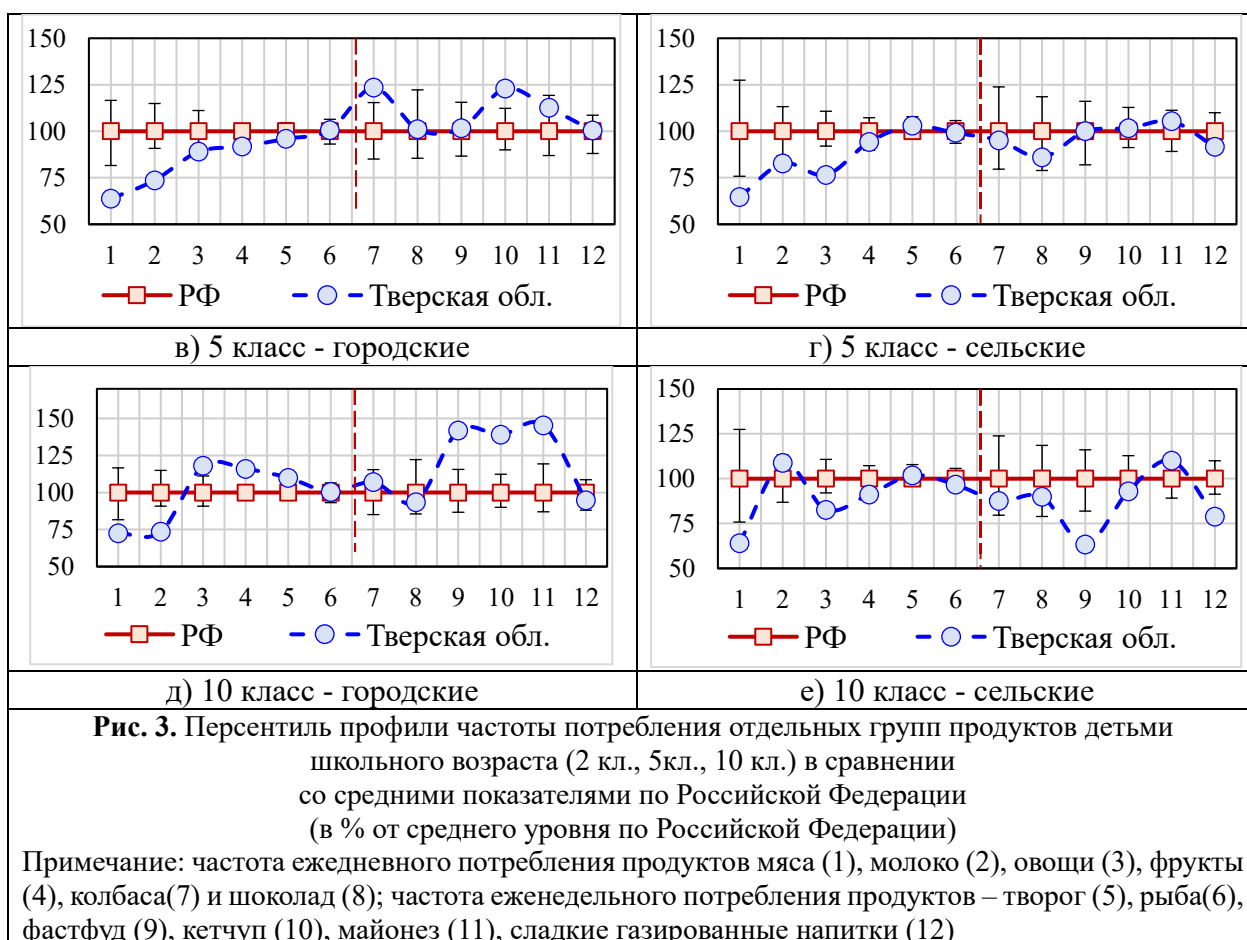 150
125
100
75
50
1 2 3 4 5 6 7 8 9 10 11 12
РФ Тверская обл.
150
125
100
75
50
1 2 3 4 5 6 7 8 9 10 11 12
РФ Тверская обл.
в) 5 класс - городские
г) 5 класс - сельские
150
125
100
75
50
1 2 3 4 5 6 7 8 9 10 11 12
РФ Тверская обл.
150
125
100
75
50
1 2 3 4 5 6 7 8 9 10 11 12
РФ Тверская обл.
д) 10 класс - городские
е) 10 класс - сельские
Рис. 3. Персентиль профили частоты потребления отдельных групп продуктов детьми
школьного возраста (2 кл., 5кл., 10 кл.) в сравнении
со средними показателями по Российской Федерации
(в % от среднего уровня по Российской Федерации)
Примечание: частота ежедневного потребления продуктов мяса (1), молоко (2), овощи (3), фрукты
(4), колбаса(7) и шоколад (8); частота еженедельного потребления продуктов – творог (5), рыба(6),
фастфуд (9), кетчуп (10), майонез (11), сладкие газированные напитки (12)